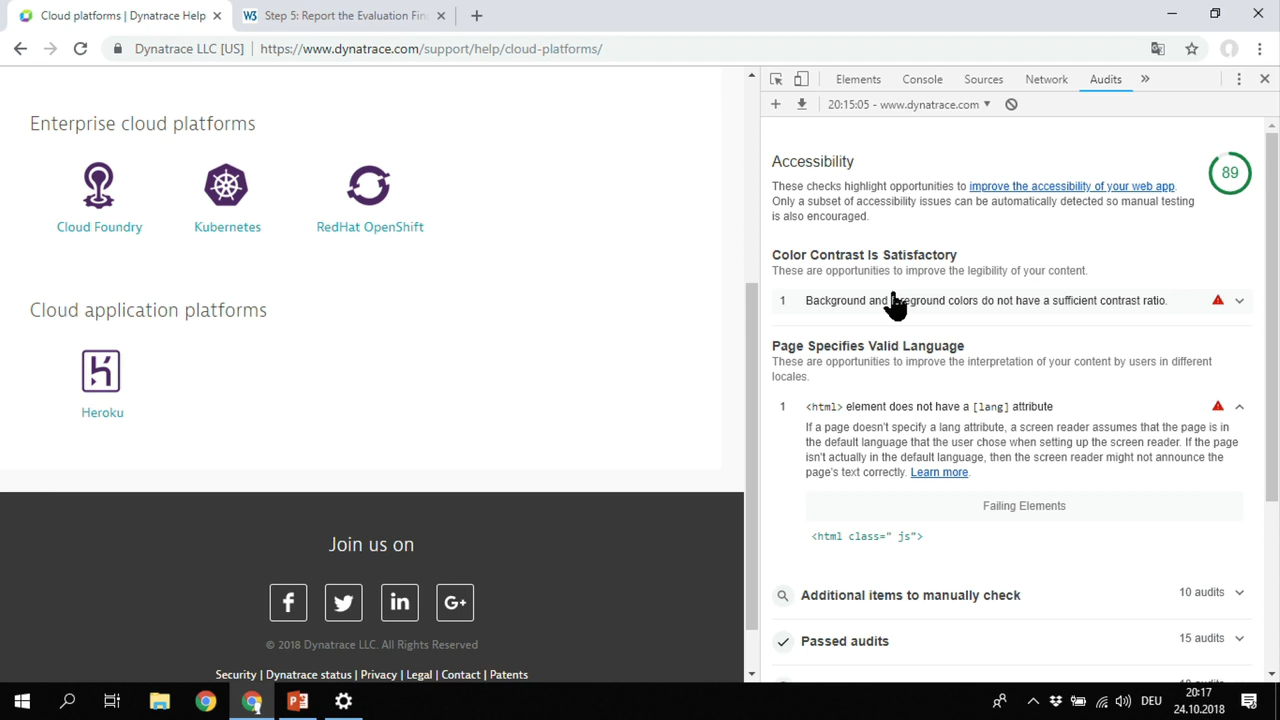 Cloud platforms | Dynatrace Help
Step 5: Report the Evaluation Fin
Dynatrace LLC [US]
https://www.dynatrace.com/support/help/cloud-platforms/
Enterprise cloud platforms
Cloud Foundry
Kubernetes
RedHat OpenShift
Cloud application platforms
Heroku
Join us on
© 2018 Dynatrace LLC. All Rights Reserved
Security | Dynatrace status | Privacy | Legal | Contact | Patents
Elements Console Sources Network Audits
20:15:05 - www.dynatrace.com
Accessibility
89
These checks highlight opportunities to improve the accessibility of your web app.
Only a subset of accessibility issues can be automatically detected so manual testing
is also encouraged.
Color Contrast Is Satisfactory
These are opportunities to improve the legibility of your content.
1 Background and foreground colors do not have a sufficient contrast ratio.
Page Specifies Valid Language
These are opportunities to improve the interpretation of your content by users in different
locales.
1 <html> element does not have a [lang] attribute
If a page doesn't specify a lang attribute, a screen reader assumes that the page is in
the default language that the user chose when setting up the screen reader. If the page
isn't actually in the default language, then the screen reader might not announce the
page's text correctly. Learn more.
Failing Elements
<html class=" js">
Additional items to manually check 10 audits
Passed audits 15 audits
DEU
20:17
24.10.2018